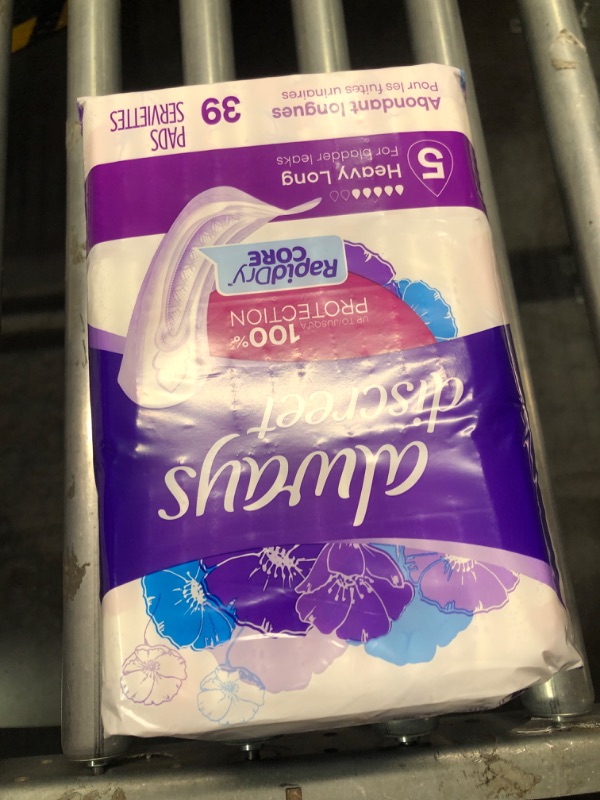 always
discreet
100%*
UP TO/JUSQU'À
PROTECTION
RapidDry™
CORE
5
Heavy Long
For bladder leaks
Abondant longues
Pour les fuites urinaires
39
PADS
SERVIETTES